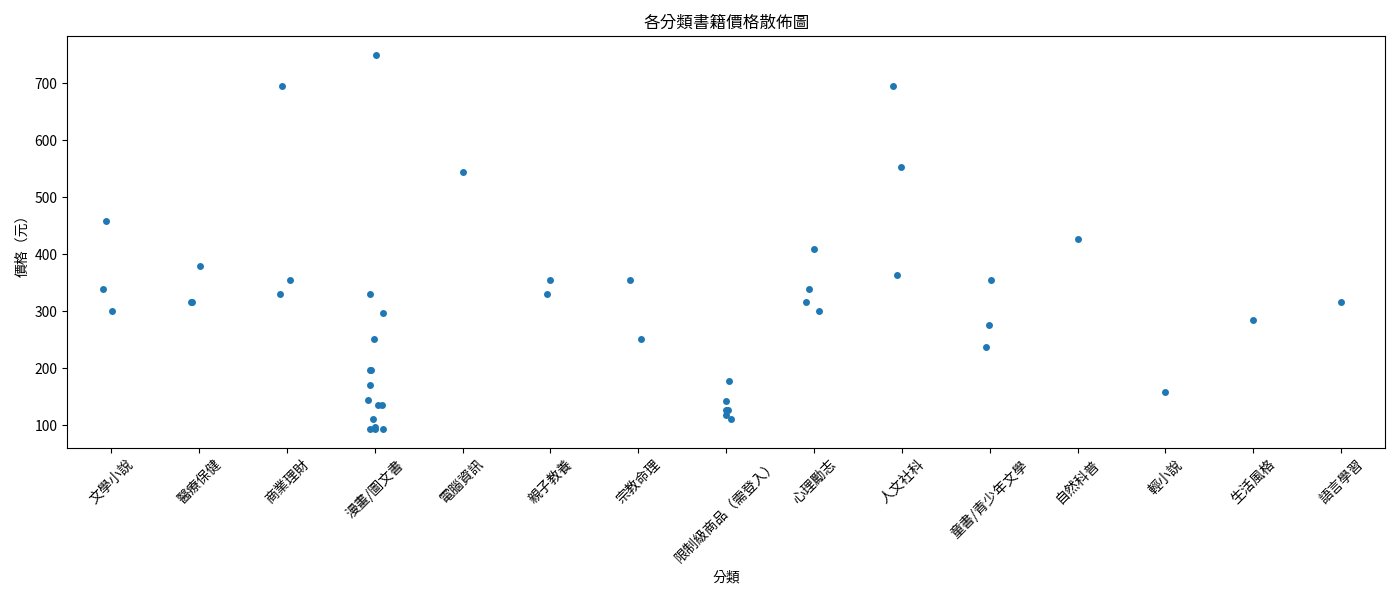 各分類書籍價格散佈圖
價格（元）
700
600
500
400
300
200
100
文學小說
醫療保健
商業理財
漫畫/圖文書
電腦資訊
親子教養
宗教命理
限制級商品（需登入）
心理勵志
人文社科
童書/青少年文學
自然科普
輕小說
生活風格
語言學習
分類